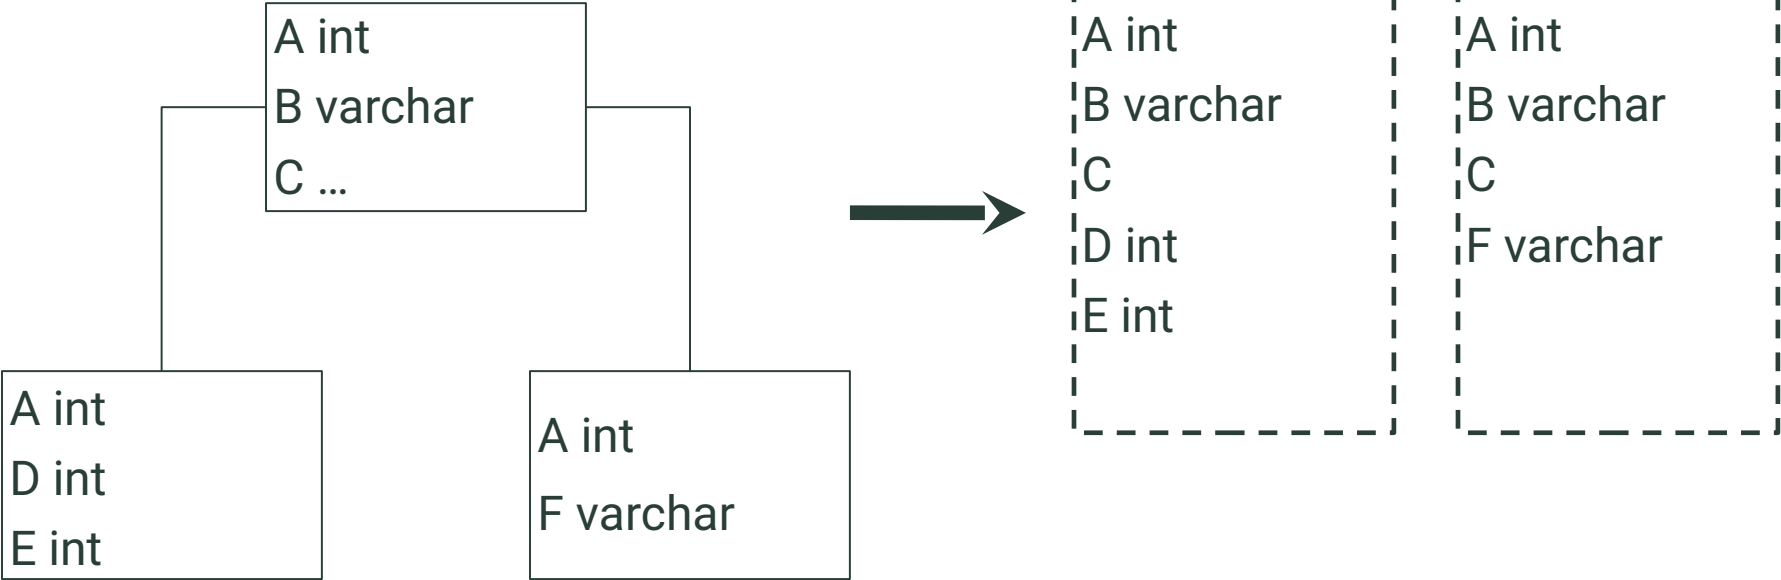 A int
B varchar
C ...
A int
D int
E int
A int
F varchar
A int
B varchar
C
D int
E int
A int
B varchar
C
F varchar